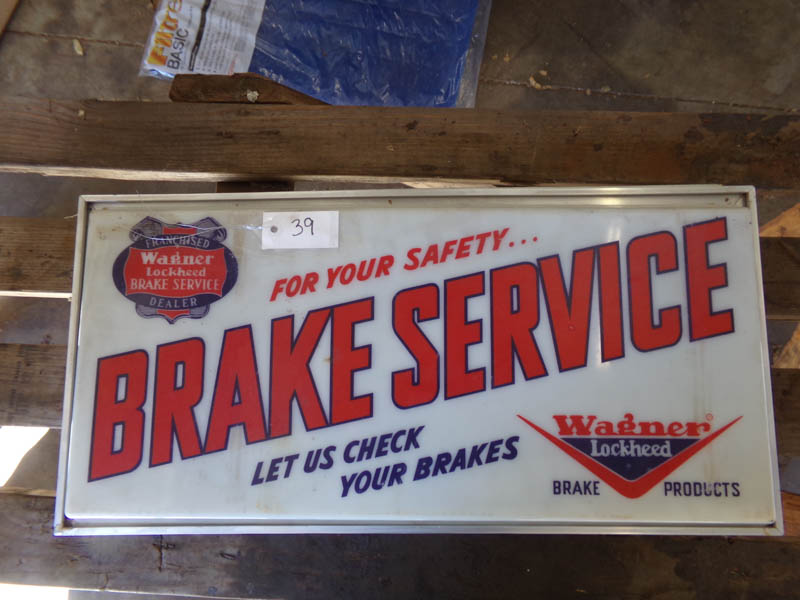 BASIC
39
FRANCHISED
Wagner
Lockheed
BRAKE SERVICE
DEALER
FOR YOUR SAFETY...
BRAKE SERVICE
LET US CHECK
YOUR BRAKES
Wagner ®
Lockheed
BRAKE PRODUCTS